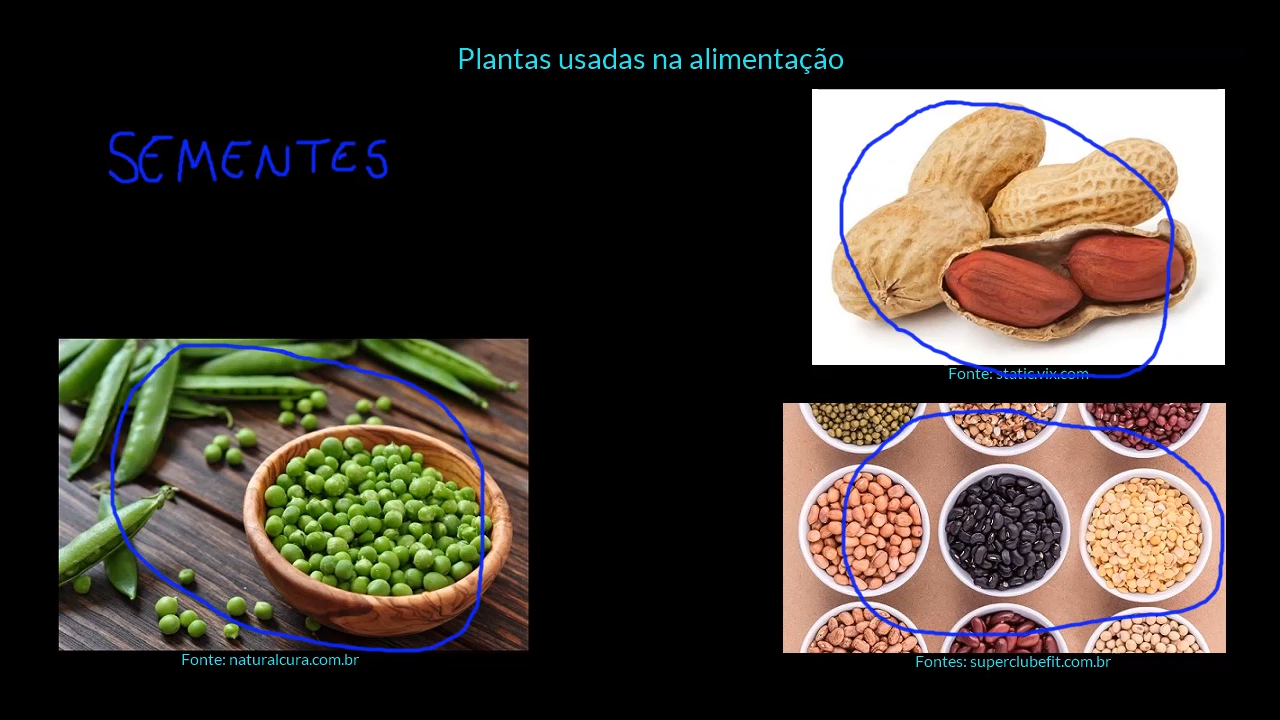 Plantas usadas na alimentação
SEMENTES
Fonte: static.vix.com
Fonte: naturalcura.com.br
Fontes: superclubefit.com.br